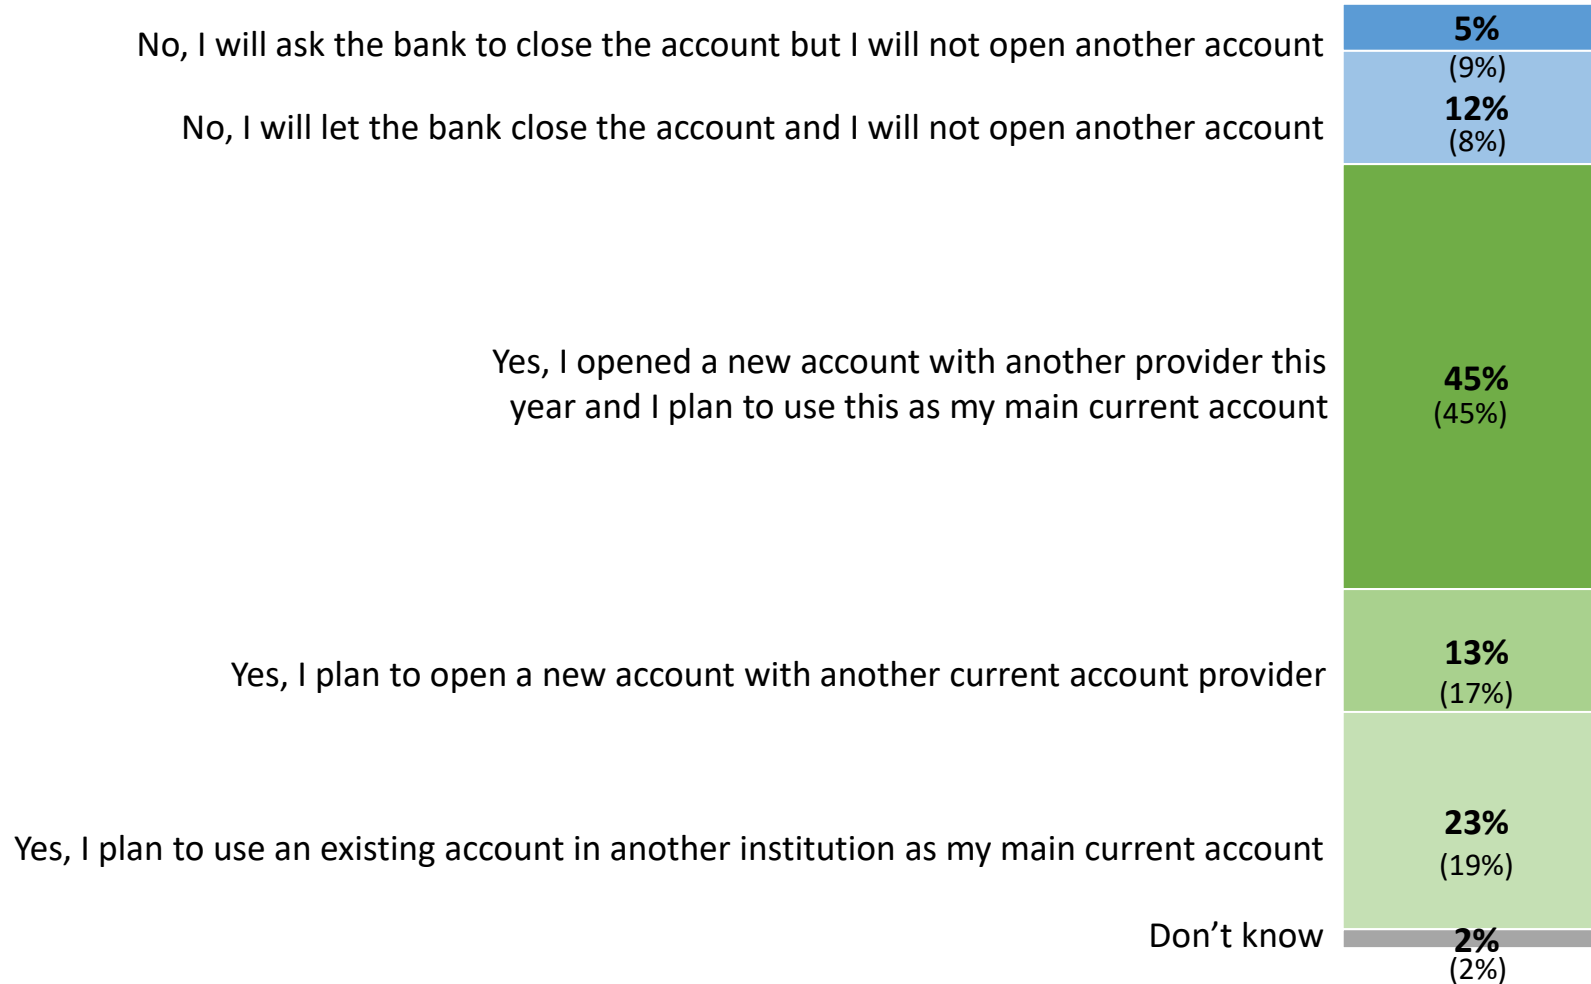 No, I will ask the bank to close the account but I will not open another account
5%
(9%)
No, I will let the bank close the account and I will not open another account
12%
(8%)
Yes, I opened a new account with another provider this
year and I plan to use this as my main current account
45%
(45%)
Yes, I plan to open a new account with another current account provider
13%
(17%)
Yes, I plan to use an existing account in another institution as my main current account
23%
(19%)
Don’t know
2%
(2%)